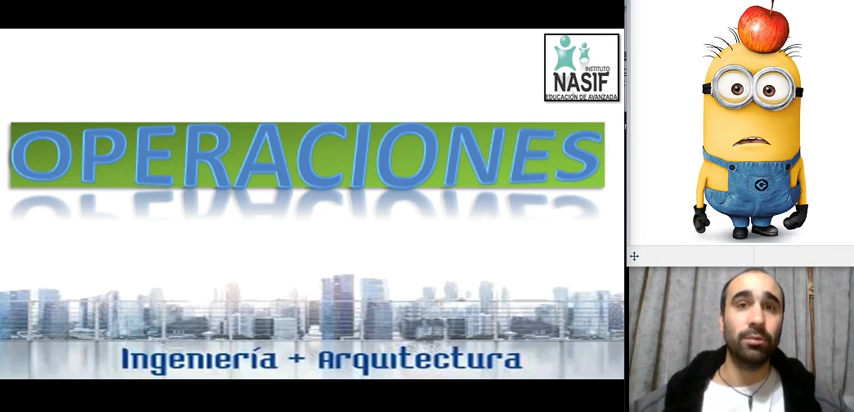 INSTITUTO
NASIF
EDUCACIÓN DE AVANZADA
OPERACIONES
Ingeniería + Arquitectura